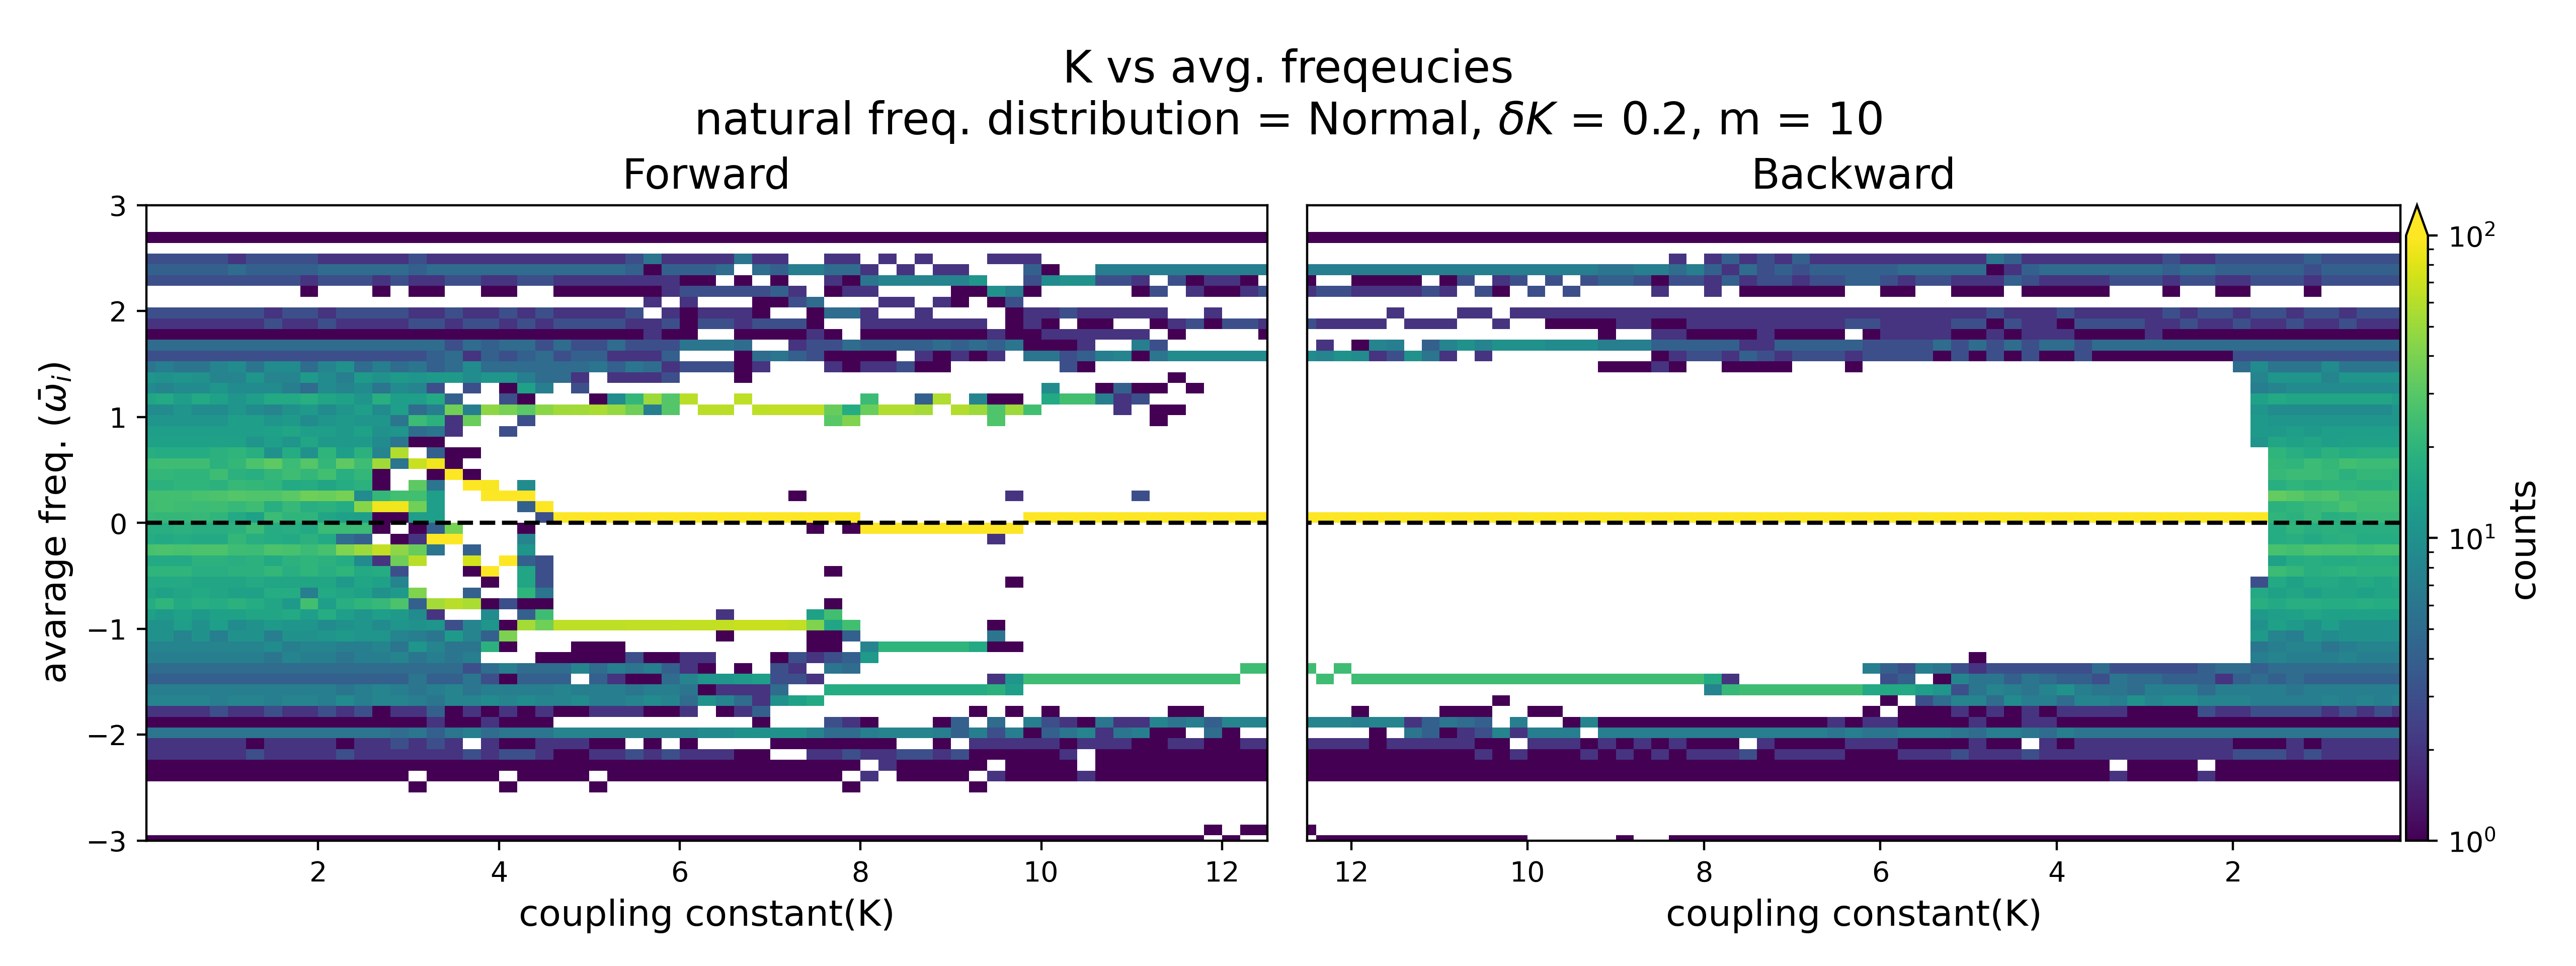 K vs avg. freqeucies
natural freq. distribution = Normal, δK = 0.2, m = 10
Forward
Backward
3
2
1
0
−1
−2
−3
avarage freq. (ω̄ᵢ)
2
4
6
8
10
12
coupling constant(K)
12
10
8
6
4
2
coupling constant(K)
10²
10¹
10⁰
counts